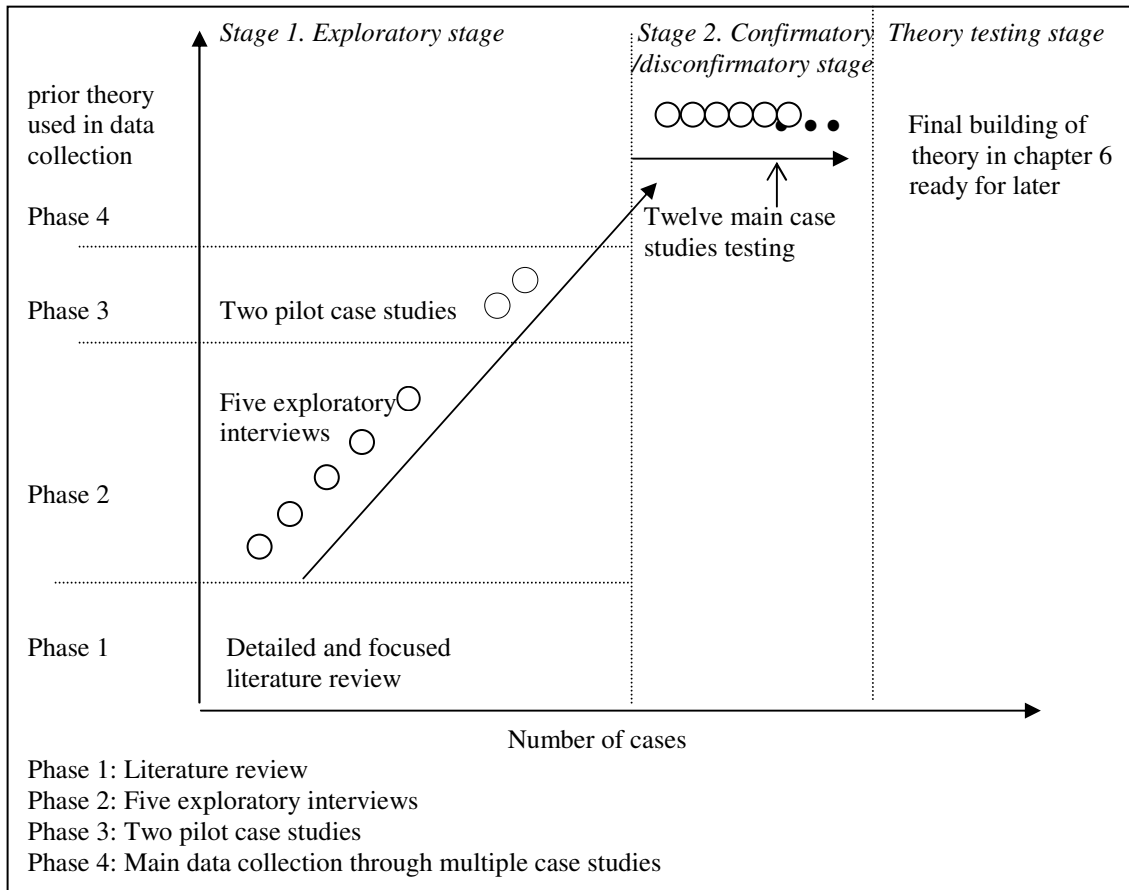 Stage 1. Exploratory stage
Stage 2. Confirmatory
/disconfirmatory stage
Theory testing stage
prior theory
used in data
collection
Final building of
theory in chapter 6
ready for later
Phase 4
Twelve main case
studies testing
Phase 3
Two pilot case studies
Five exploratory
interviews
Phase 2
Phase 1
Detailed and focused
literature review
Number of cases
Phase 1: Literature review
Phase 2: Five exploratory interviews
Phase 3: Two pilot case studies
Phase 4: Main data collection through multiple case studies